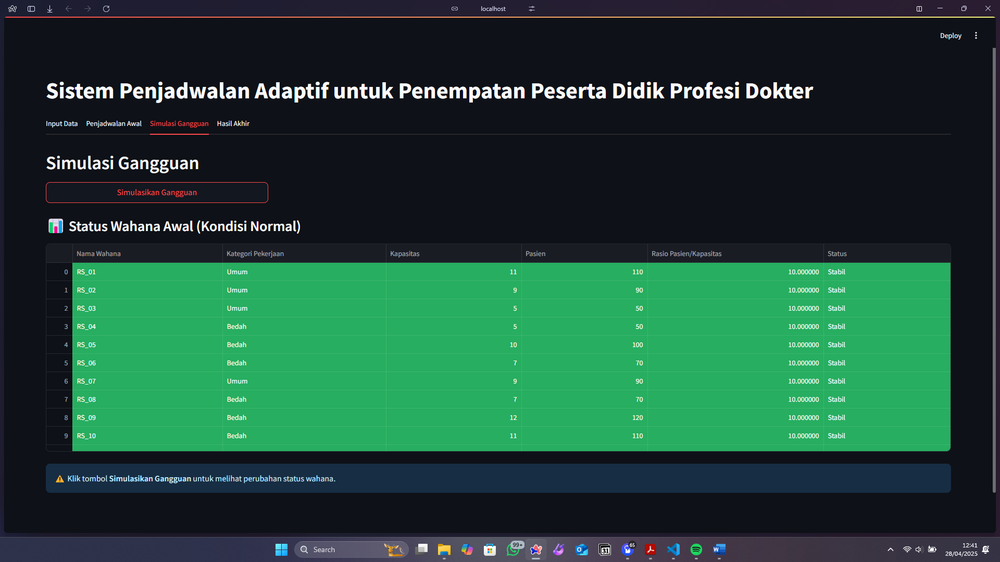 localhost
Deploy
Sistem Penjadwalan Adaptif untuk Penempatan Peserta Didik Profesi Dokter
Input Data Penjadwalan Awal Simulasi Gangguan Hasil Akhir
Simulasi Gangguan
Simulasikan Gangguan
Status Wahana Awal (Kondisi Normal)
Nama Wahana Kategori Pekerjaan Kapasitas Pasien Rasio Pasien/Kapasitas Status
0 RS_01 Umum 11 110 10.000000 Stabil
1 RS_02 Umum 9 90 10.000000 Stabil
2 RS_03 Umum 5 50 10.000000 Stabil
3 RS_04 Bedah 5 50 10.000000 Stabil
4 RS_05 Bedah 10 100 10.000000 Stabil
5 RS_06 Bedah 7 70 10.000000 Stabil
6 RS_07 Umum 9 90 10.000000 Stabil
7 RS_08 Bedah 7 70 10.000000 Stabil
8 RS_09 Bedah 12 120 10.000000 Stabil
9 RS_10 Bedah 11 110 10.000000 Stabil
Klik tombol Simulasikan Gangguan untuk melihat perubahan status wahana.
Search
99+
31
65
12:41
28/04/2025